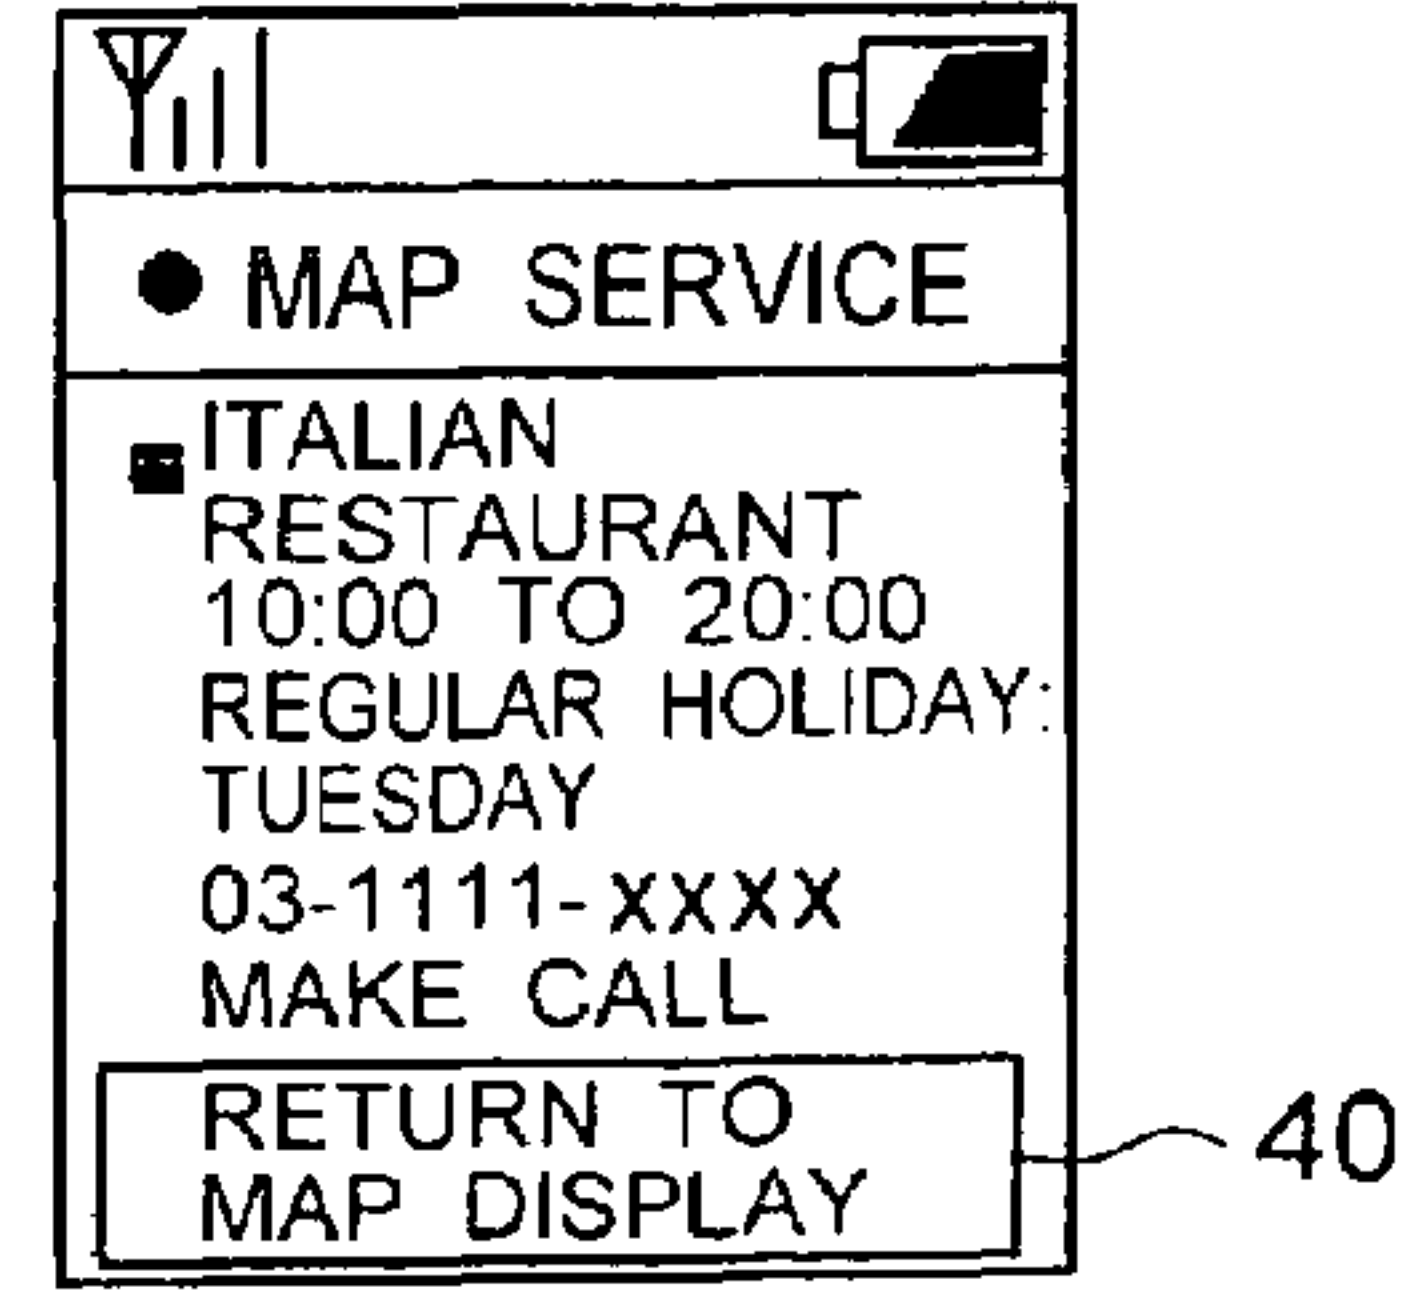 ● MAP SERVICE
ITALIAN
RESTAURANT
10:00 TO 20:00
REGULAR HOLIDAY:
TUESDAY
03-1111-xxxx
MAKE CALL
RETURN TO
MAP DISPLAY
40